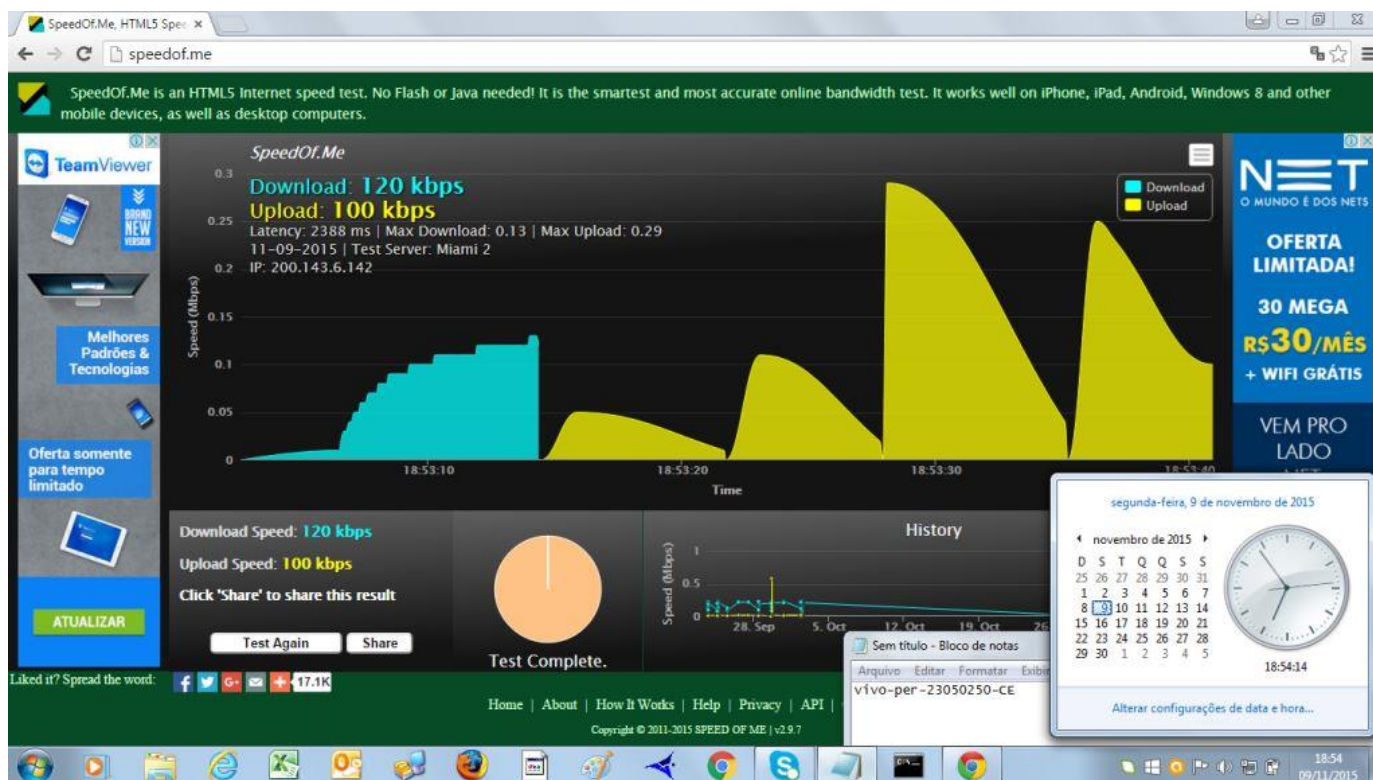 SpeedOf.Me, HTML5 Spee
speedof.me
SpeedOf.Me is an HTML5 Internet speed test. No Flash or Java needed! It is the smartest and most accurate online bandwidth test. It works well on iPhone, iPad, Android, Windows 8 and other
mobile devices, as well as desktop computers.
TeamViewer
BRAND
NEW
VERSION
Melhores
Padrões &
Tecnologias
Oferta somente
para tempo
limitado
ATUALIZAR
SpeedOf.Me
Download: 120 kbps
Upload: 100 kbps
Latency: 2388 ms | Max Download: 0.13 | Max Upload: 0.29
11-09-2015 | Test Server: Miami 2
IP: 200.143.6.142
Download
Upload
Speed (Mbps)
0.3
0.25
0.2
0.15
0.1
0.05
0
18:53:10 18:53:20 18:53:30 18:53:40
Time
NET
O MUNDO É DOS NETS
OFERTA
LIMITADA!
30 MEGA
R$30/MÊS
+ WIFI GRÁTIS
VEM PRO
LADO
Download Speed: 120 kbps
Upload Speed: 100 kbps
Click 'Share' to share this result
Test Again Share
Test Complete.
History
Speed (Mbps)
1
0.5
0
28. Sep 5. Oct 12. Oct 19. Oct 26
Liked it? Spread the word:
17.1K
Home | About | How It Works | Help | Privacy | API |
Copyright © 2011-2015 SPEED OF ME | v2.9.7
Sem título - Bloco de notas
Arquivo Editar Formatar Exibir
vivo-per-23050250-CE
segunda-feira, 9 de novembro de 2015
novembro de 2015
D S T Q Q S S
25 26 27 28 29 30 31
1 2 3 4 5 6 7
8 9 10 11 12 13 14
15 16 17 18 19 20 21
22 23 24 25 26 27 28
29 30 1 2 3 4 5
18:54:14
Alterar configurações de data e hora...
18:54
09/11/2015